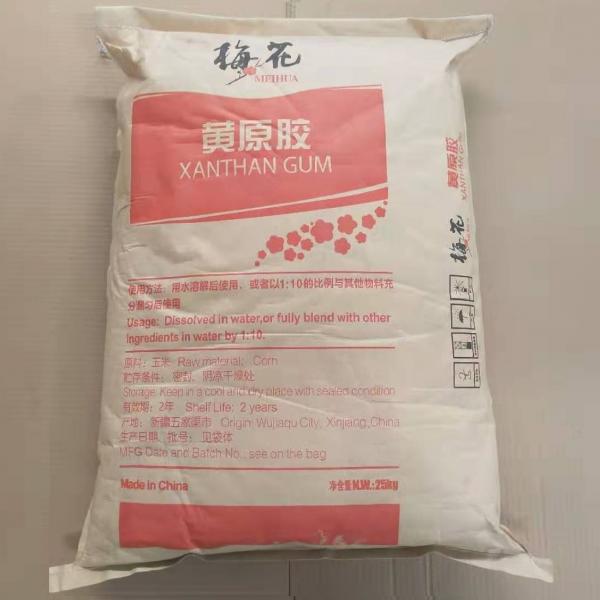 梅花
MEIHUA
黄原胶
XANTHAN GUM
使用方法：用水溶解后使用、或者以1:10的比例与其他物料充
分混匀后使用
Usage: Dissolved in water,or fully blend with other
ingredients in water by 1:10.
原料：玉米 Raw material: Corn
贮存条件：密封、阴凉干燥处
Storage: Keep in a cool and dry place with sealed condition
有效期：2年 Shelf Life: 2 years
产地：新疆五家渠市 Origin: Wujiaqu City, Xinjiang,China
生产日期、批号：见袋体
MFG Date and Batch No.: see on the bag
Made in China
净含量N.W.:25kg
黄原胶
梅花